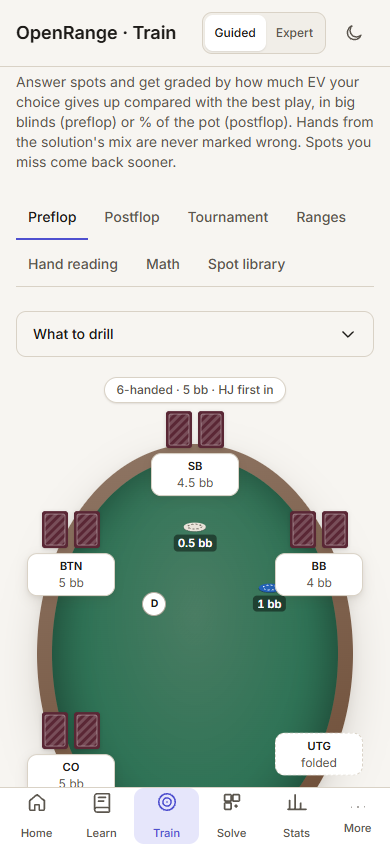 OpenRange · Train
Guided
Expert
Answer spots and get graded by how much EV your
choice gives up compared with the best play, in big
blinds (preflop) or % of the pot (postflop). Hands from
the solution's mix are never marked wrong. Spots you
miss come back sooner.
Preflop
Postflop
Tournament
Ranges
Hand reading
Math
Spot library
What to drill
6-handed · 5 bb · HJ first in
SB
4.5 bb
0.5 bb
BTN
5 bb
BB
4 bb
D
1 bb
UTG
folded
CO
5 bb
Home
Learn
Train
Solve
Stats
More